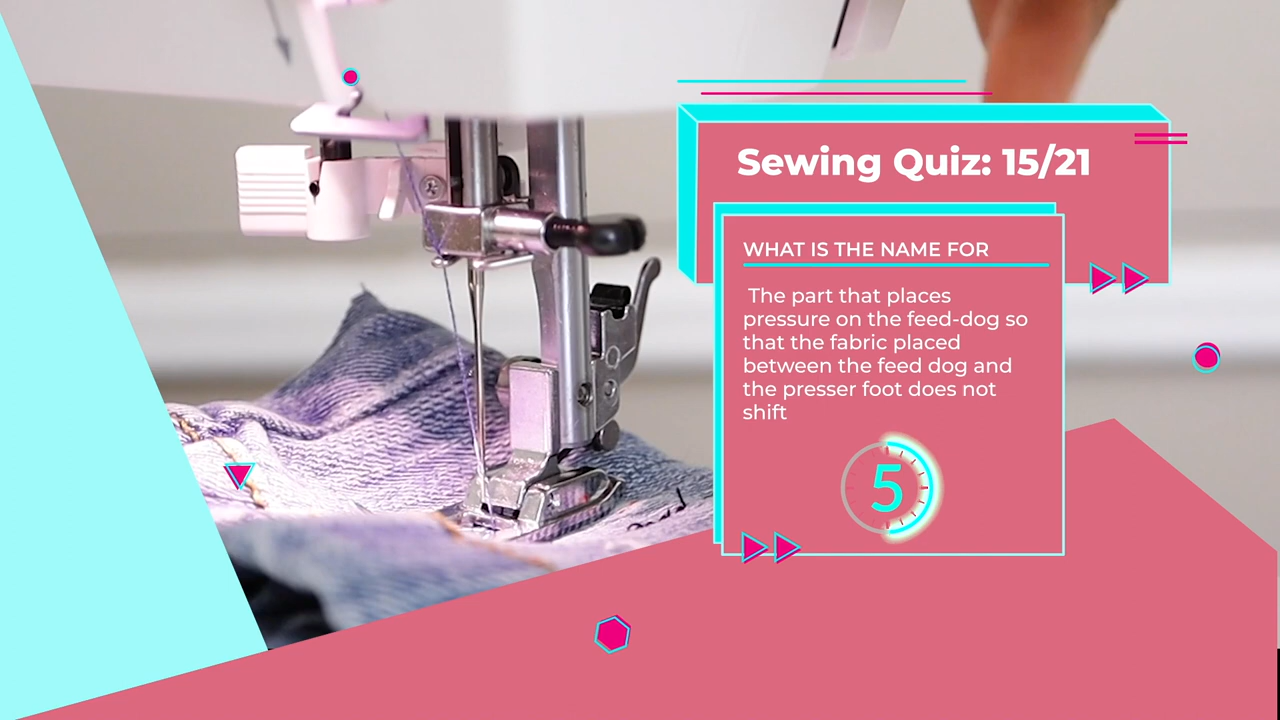 Sewing Quiz: 15/21
WHAT IS THE NAME FOR
The part that places
pressure on the feed-dog so
that the fabric placed
between the feed dog and
the presser foot does not
shift
5